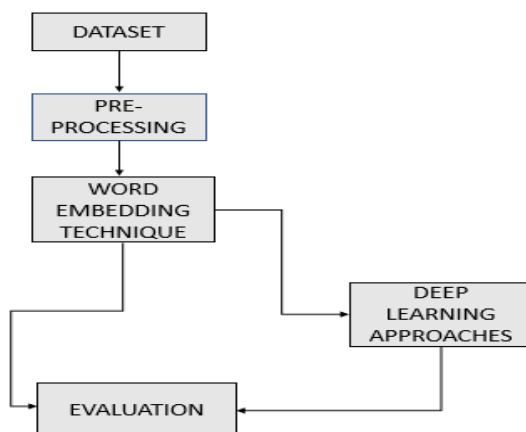 DATASET
PRE-
PROCESSING
WORD
EMBEDDING
TECHNIQUE
DEEP
LEARNING
APPROACHES
EVALUATION